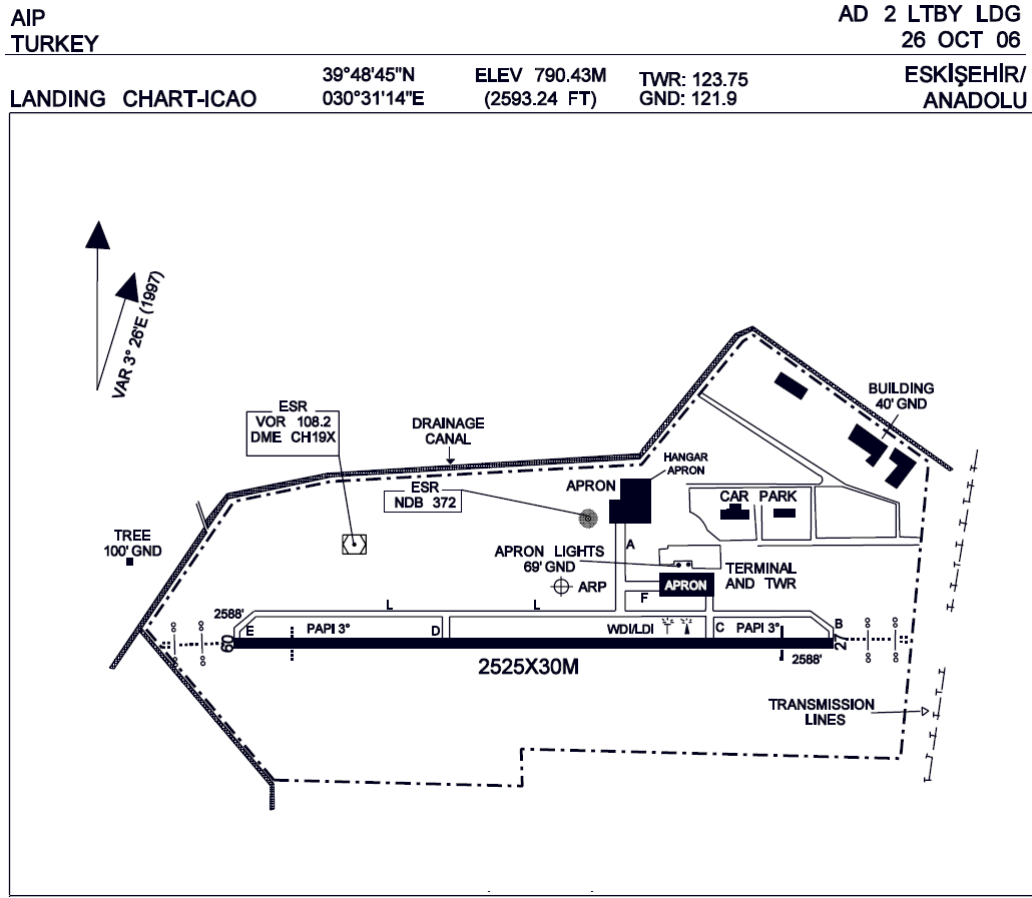 AIP
TURKEY
AD 2 LTBY LDG
26 OCT 06
LANDING CHART-ICAO
39°48'45"N
030°31'14"E
ELEV 790.43M
(2593.24 FT)
TWR: 123.75
GND: 121.9
ESKİŞEHİR/
ANADOLU
VAR 3° 26'E (1997)
BUILDING
40' GND
ESR
VOR 108.2
DME CH19X
DRAINAGE
CANAL
HANGAR
APRON
APRON
ESR
NDB 372
CAR PARK
TREE
100' GND
A
APRON LIGHTS
69' GND
TERMINAL
AND TWR
APRON
ARP
F
2588'
L
L
E
PAPI 3°
D
WDI/LDI
C
PAPI 3°
B
09
27
2588'
2525X30M
TRANSMISSION
LINES